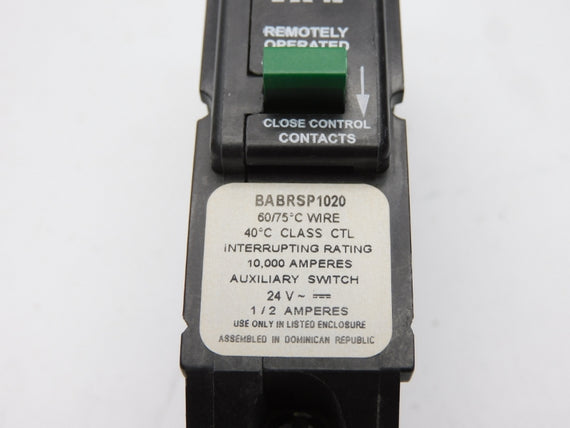 REMOTELY
OPERATED
CLOSE CONTROL
CONTACTS
BABRSP1020
60/75°C WIRE
40°C CLASS CTL
INTERRUPTING RATING
10,000 AMPERES
AUXILIARY SWITCH
24 V ~ ⎓
1/2 AMPERES
USE ONLY IN LISTED ENCLOSURE
ASSEMBLED IN DOMINICAN REPUBLIC